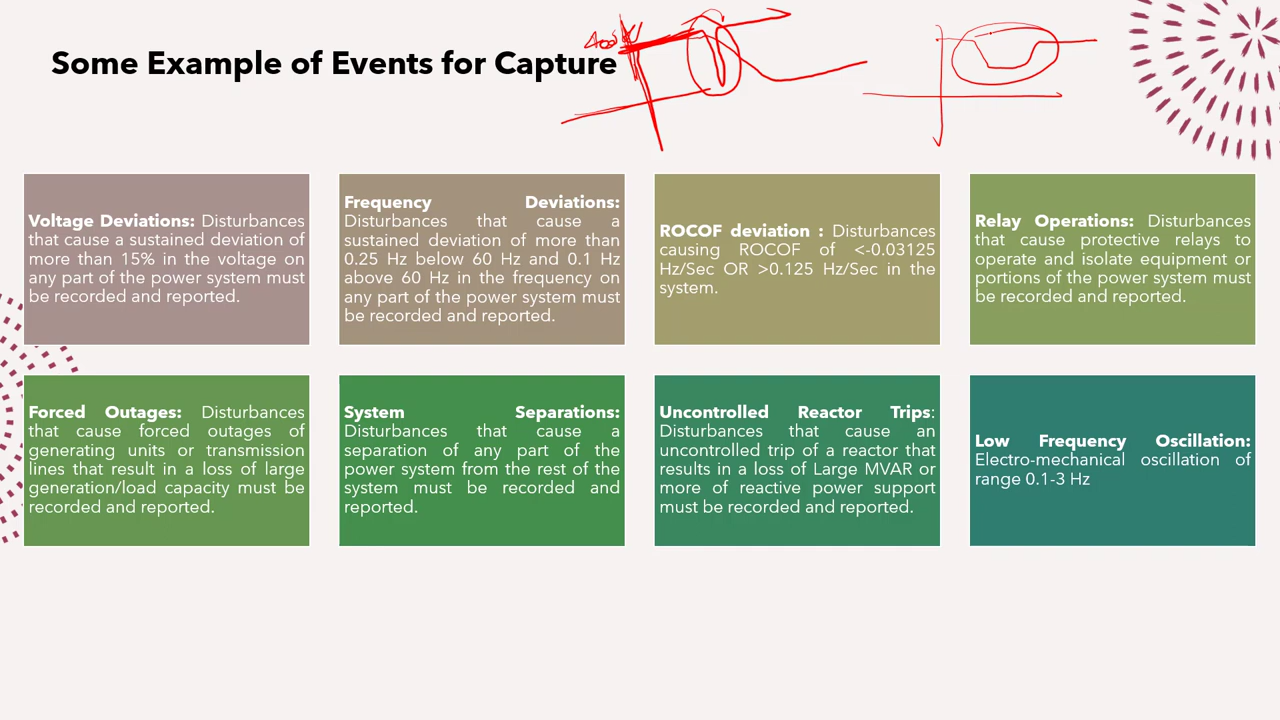 Some Example of Events for Capture
Voltage Deviations: Disturbances
that cause a sustained deviation of
more than 15% in the voltage on
any part of the power system must
be recorded and reported.
Frequency Deviations:
Disturbances that cause a
sustained deviation of more than
0.25 Hz below 60 Hz and 0.1 Hz
above 60 Hz in the frequency on
any part of the power system must
be recorded and reported.
ROCOF deviation : Disturbances
causing ROCOF of <-0.03125
Hz/Sec OR >0.125 Hz/Sec in the
system.
Relay Operations: Disturbances
that cause protective relays to
operate and isolate equipment or
portions of the power system must
be recorded and reported.
Forced Outages: Disturbances
that cause forced outages of
generating units or transmission
lines that result in a loss of large
generation/load capacity must be
recorded and reported.
System Separations:
Disturbances that cause a
separation of any part of the
power system from the rest of the
system must be recorded and
reported.
Uncontrolled Reactor Trips:
Disturbances that cause an
uncontrolled trip of a reactor that
results in a loss of Large MVAR or
more of reactive power support
must be recorded and reported.
Low Frequency Oscillation:
Electro-mechanical oscillation of
range 0.1-3 Hz